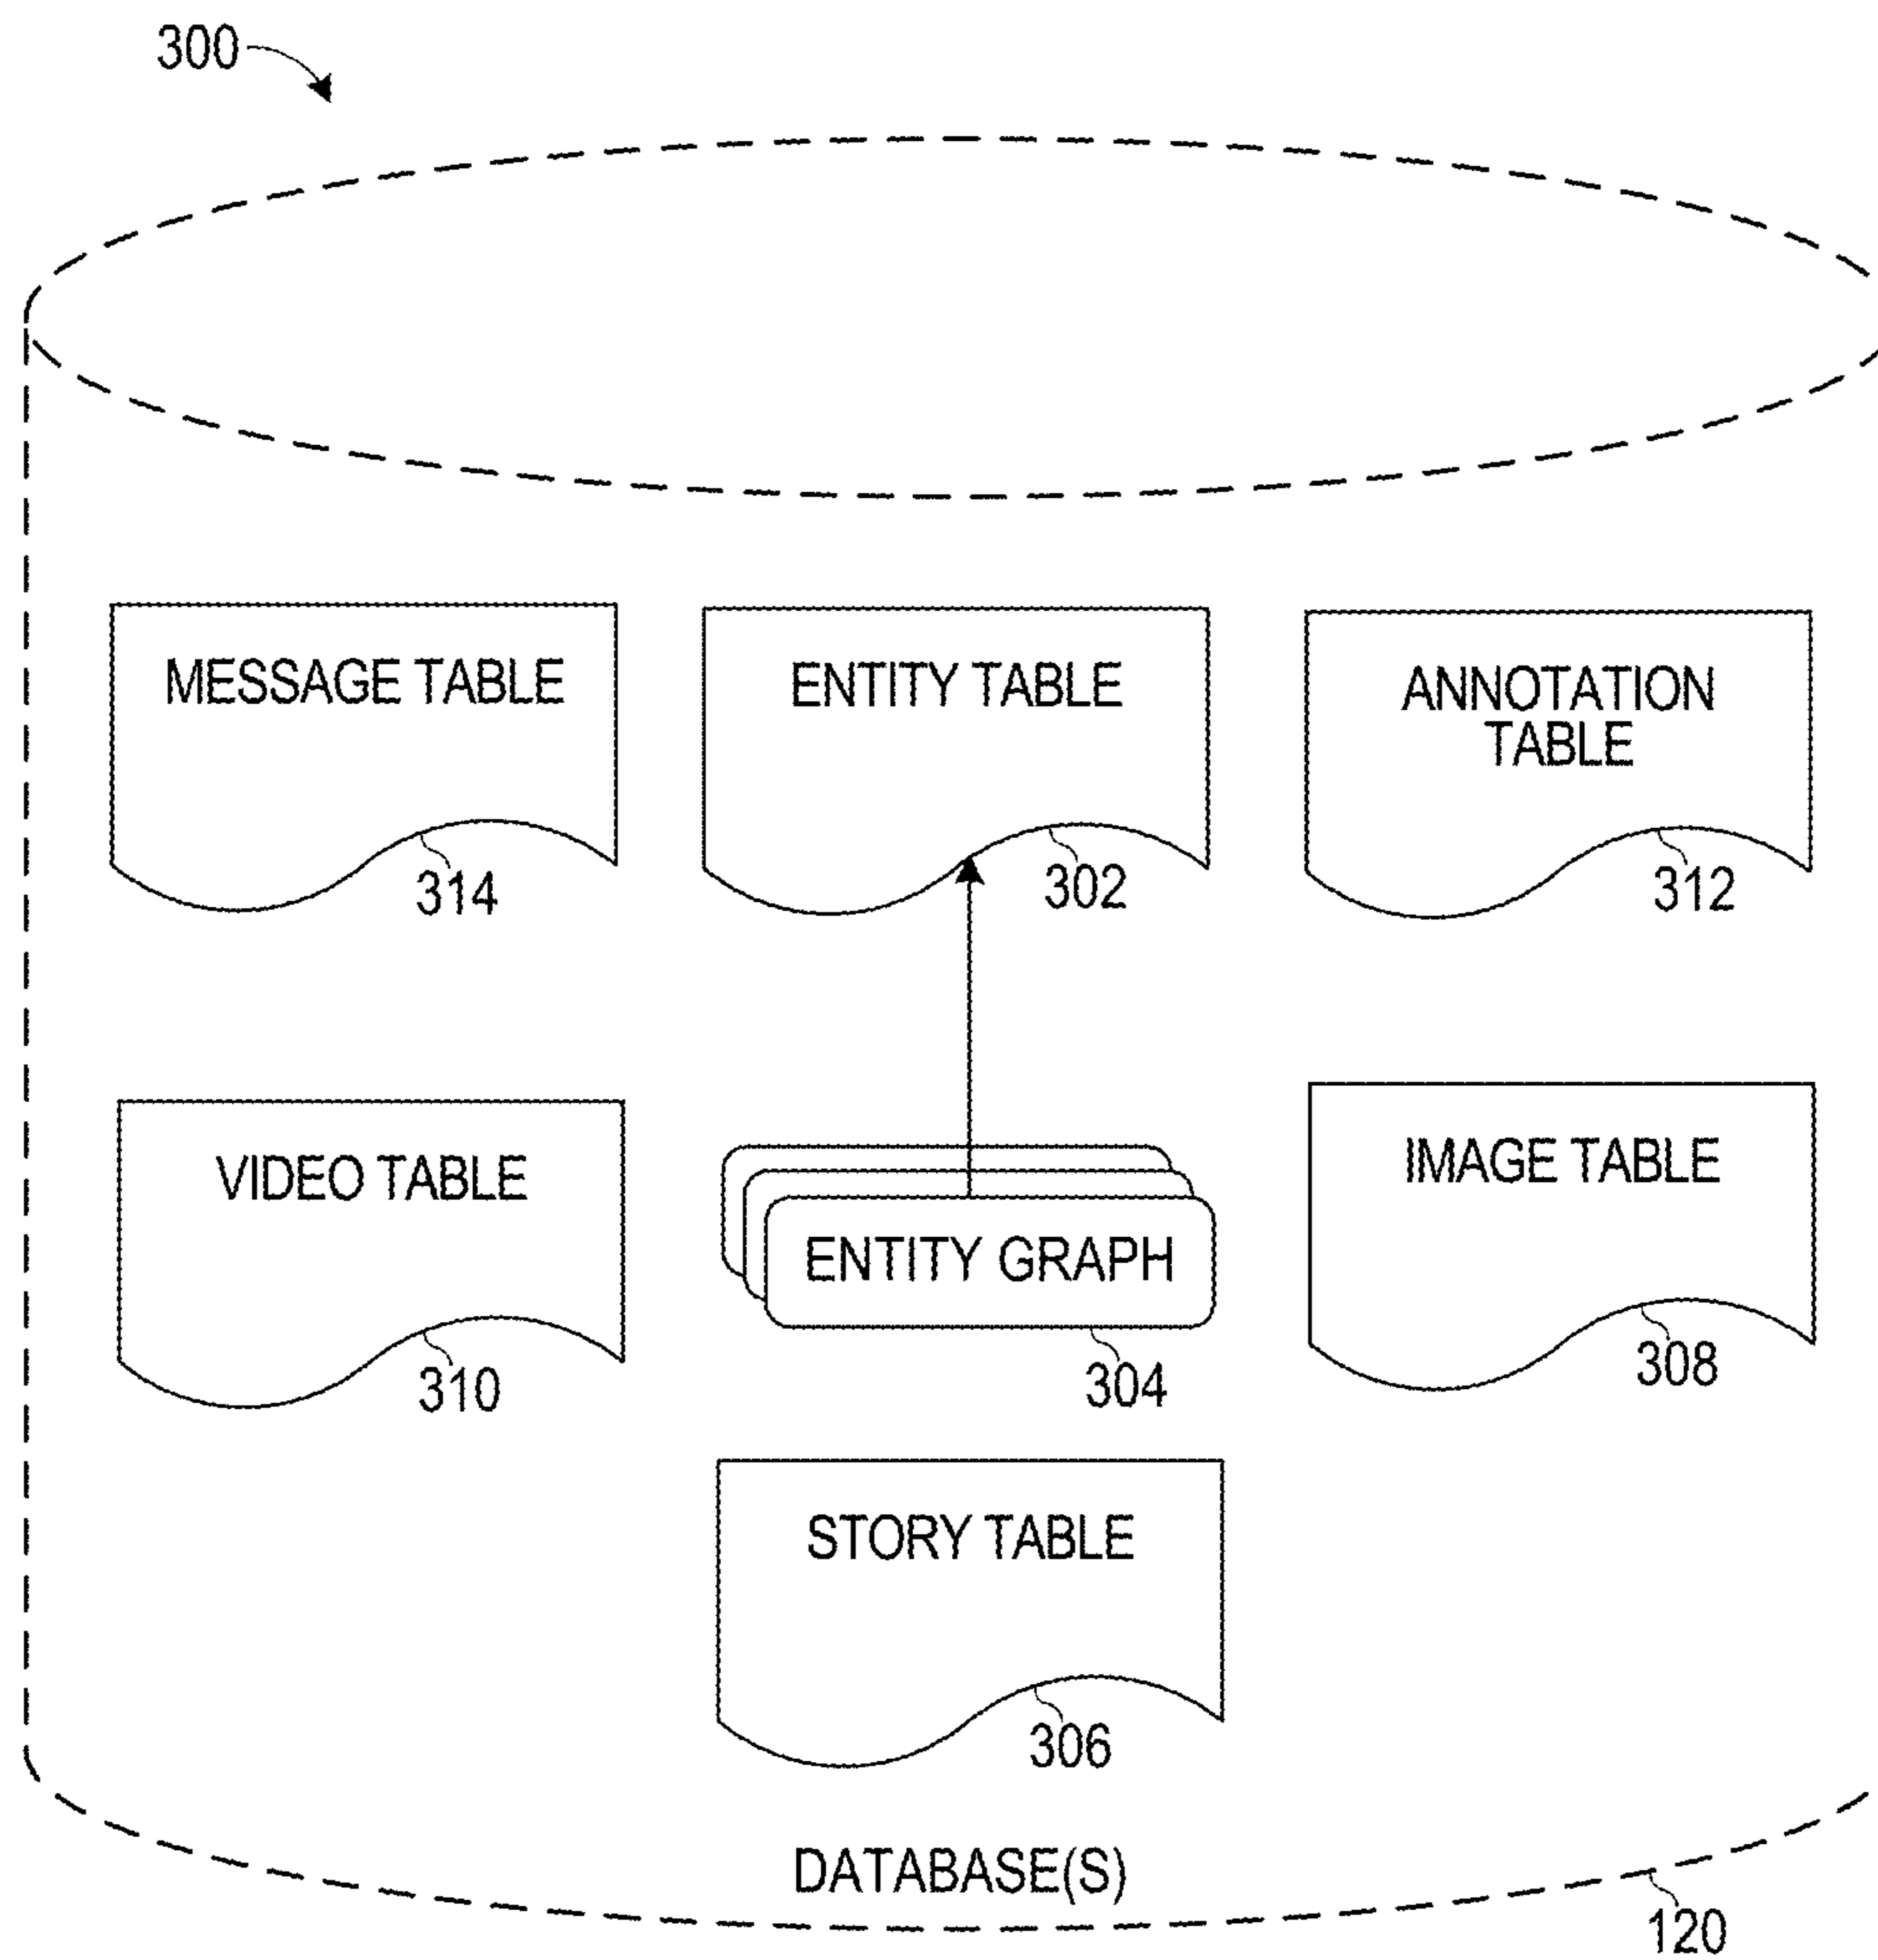 300
MESSAGE TABLE
314
ENTITY TABLE
302
ANNOTATION
TABLE
312
VIDEO TABLE
310
ENTITY GRAPH
304
IMAGE TABLE
308
STORY TABLE
306
DATABASE(S)
120